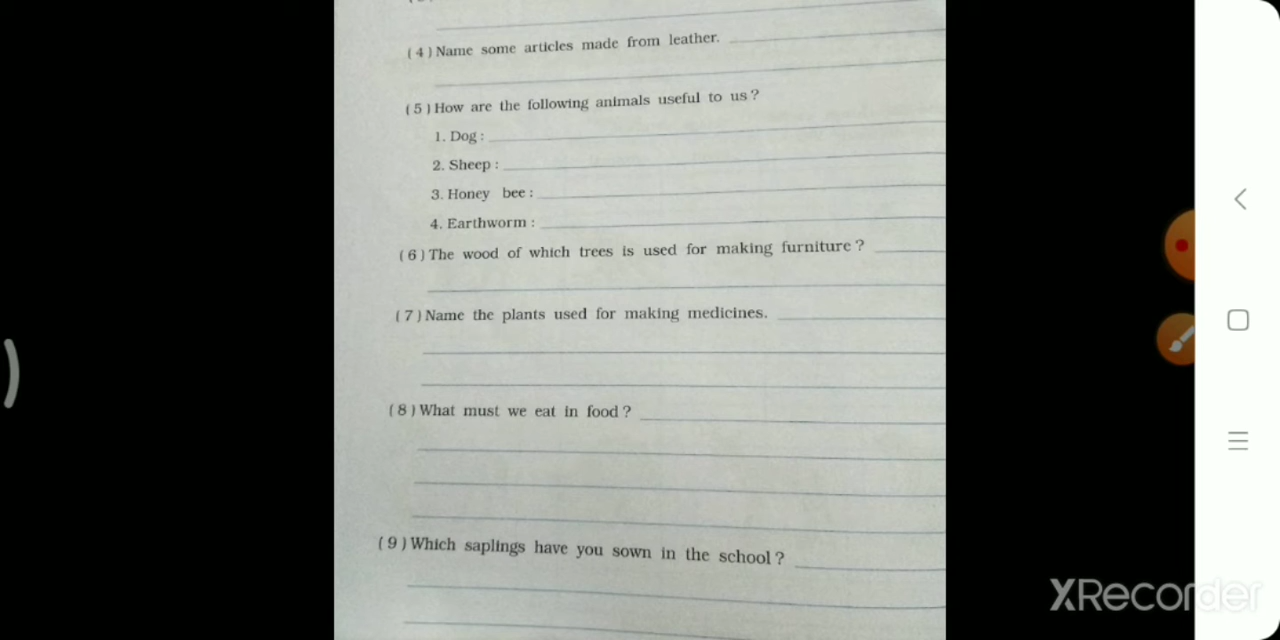 (4) Name some articles made from leather.
(5) How are the following animals useful to us ?
1. Dog :
2. Sheep :
3. Honey bee :
4. Earthworm :
(6) The wood of which trees is used for making furniture ?
(7) Name the plants used for making medicines.
(8) What must we eat in food ?
(9) Which saplings have you sown in the school ?
XRecorder